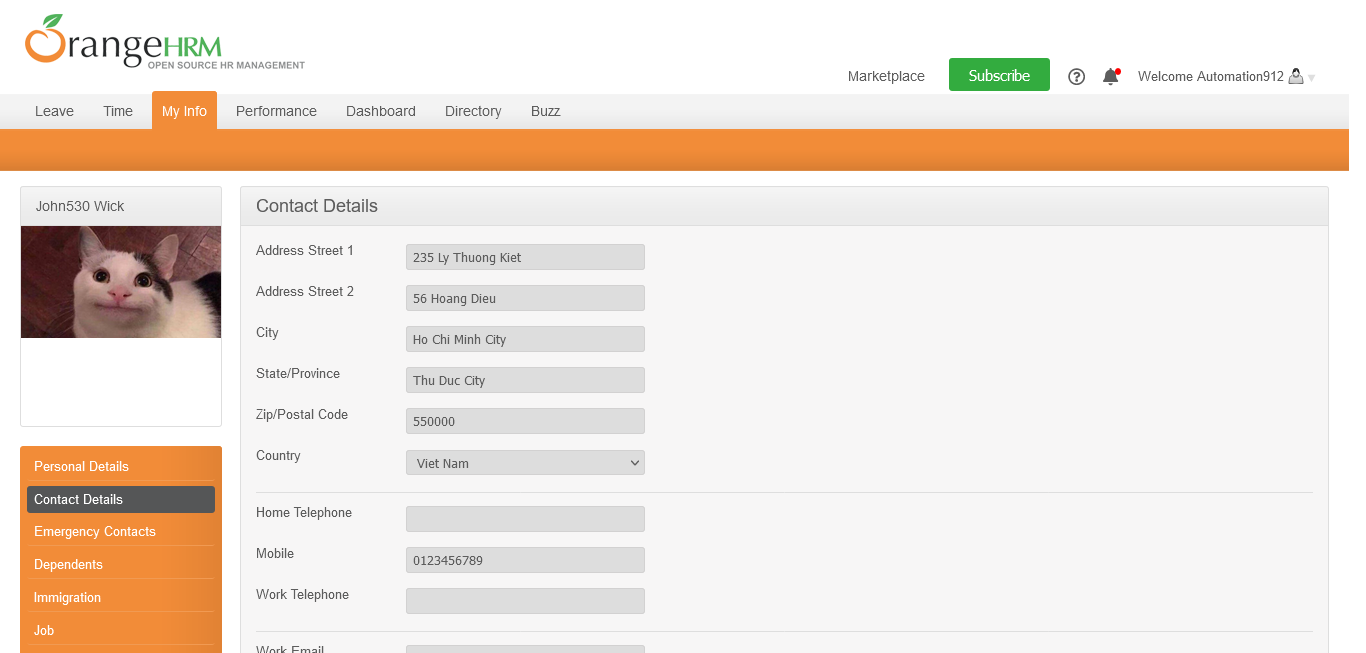 OrangeHRM
OPEN SOURCE HR MANAGEMENT
Marketplace
Subscribe
?
Welcome Automation912
Leave
Time
My Info
Performance
Dashboard
Directory
Buzz
John530 Wick
Personal Details
Contact Details
Emergency Contacts
Dependents
Immigration
Job
Contact Details
Address Street 1
235 Ly Thuong Kiet
Address Street 2
56 Hoang Dieu
City
Ho Chi Minh City
State/Province
Thu Duc City
Zip/Postal Code
550000
Country
Viet Nam
Home Telephone
Mobile
0123456789
Work Telephone
Work Email